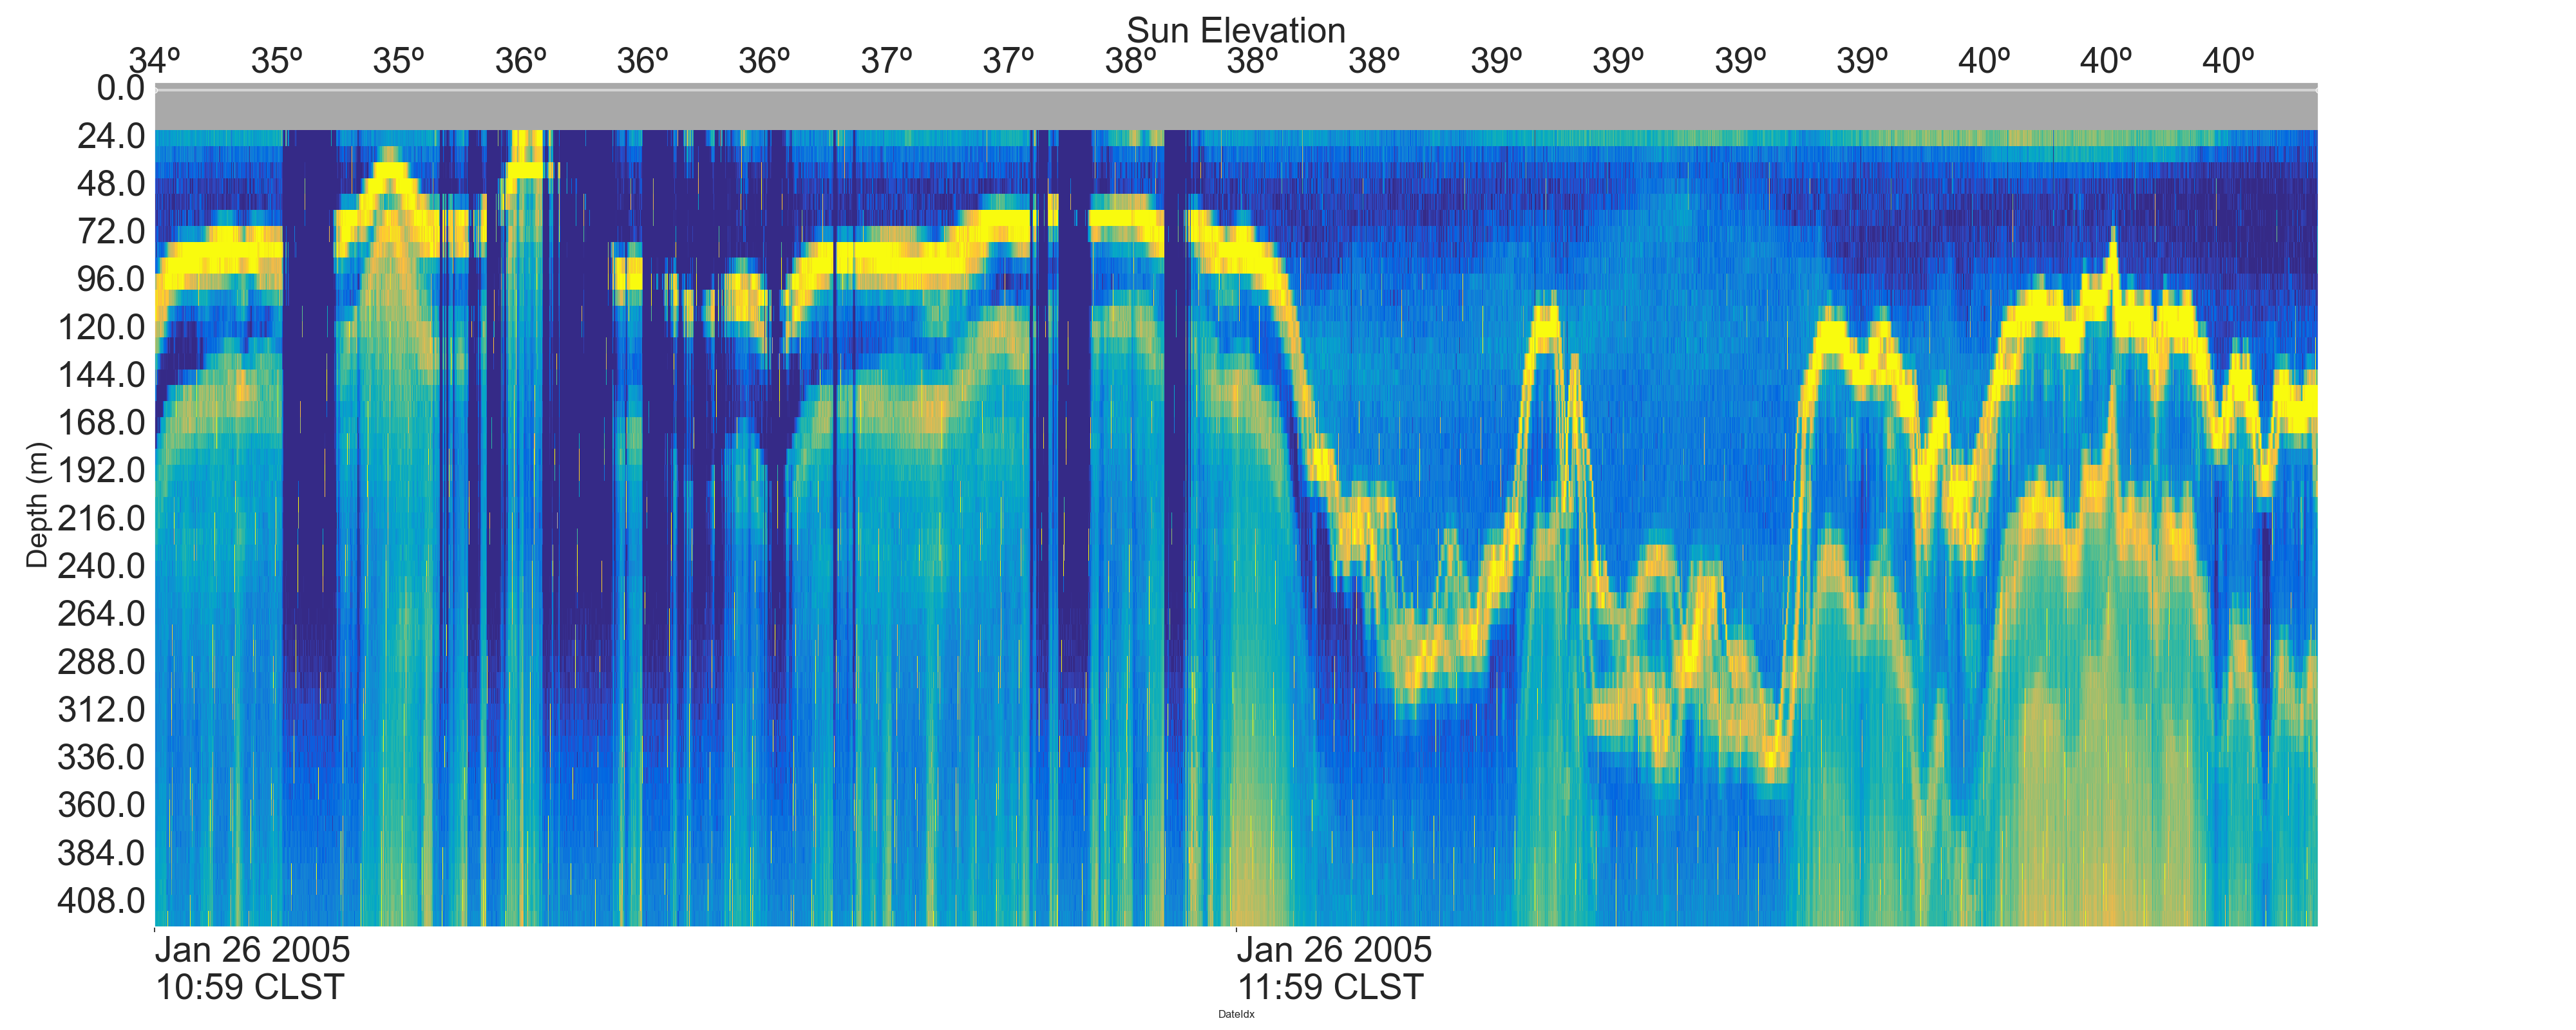 Sun Elevation
34º 35º 35º 36º 36º 36º 37º 37º 38º 38º 38º 39º 39º 39º 39º 40º 40º 40º
0.0
24.0
48.0
72.0
96.0
120.0
144.0
168.0
192.0
216.0
240.0
264.0
288.0
312.0
336.0
360.0
384.0
408.0
Depth (m)
Jan 26 2005
10:59 CLST
Jan 26 2005
11:59 CLST
DateIdx